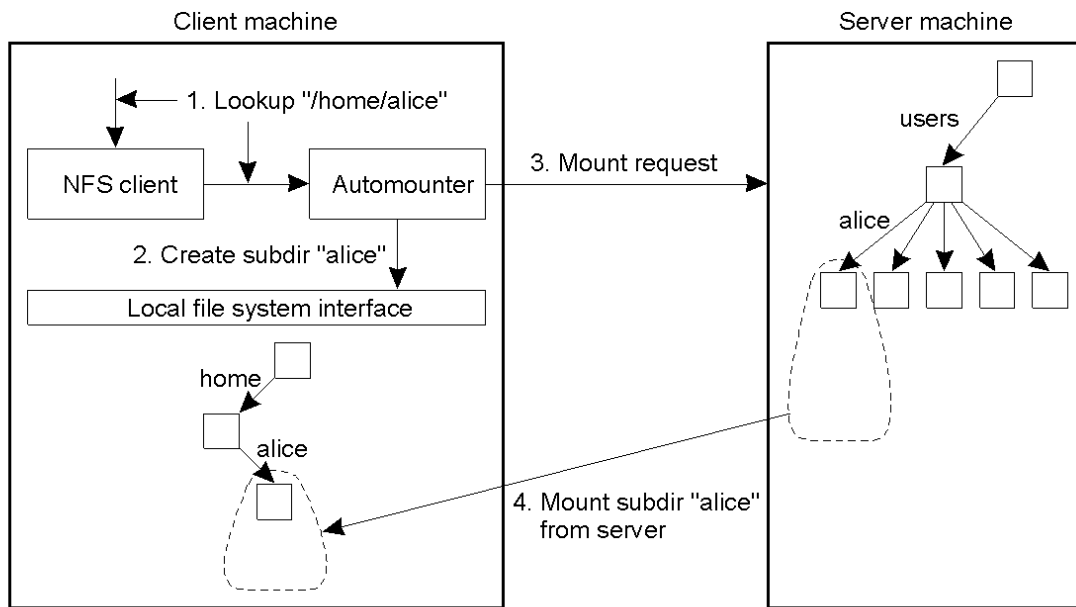 Client machine
Server machine
1. Lookup "/home/alice"
users
NFS client
Automounter
3. Mount request
alice
2. Create subdir "alice"
Local file system interface
home
alice
4. Mount subdir "alice"
from server